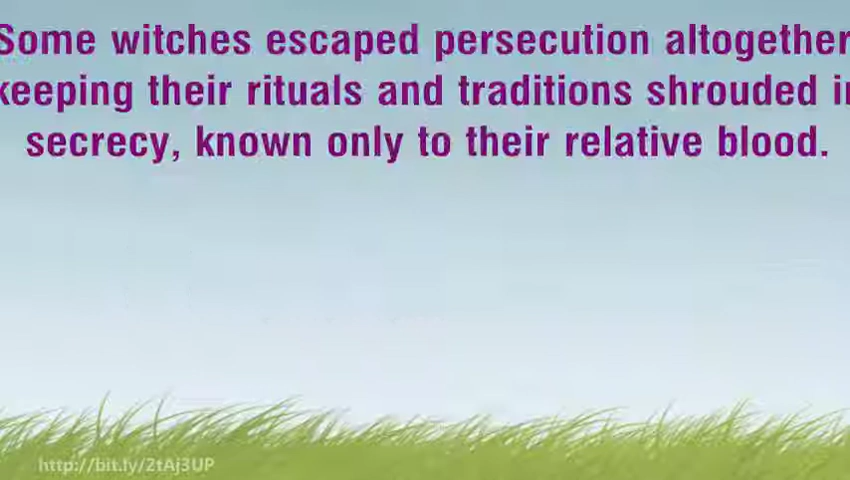 Some witches escaped persecution altogether
keeping their rituals and traditions shrouded in
secrecy, known only to their relative blood.
http://bit.ly/2tAj3UP